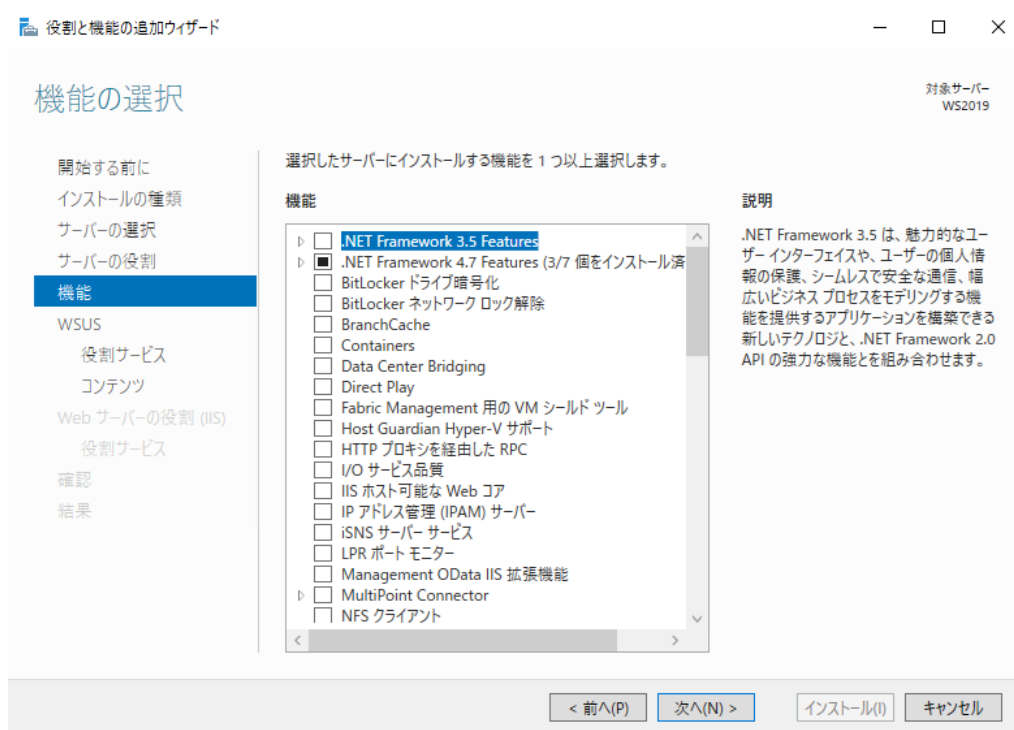 役割と機能の追加ウィザード
機能の選択
対象サーバー
WS2019
開始する前に
インストールの種類
サーバーの選択
サーバーの役割
機能
WSUS
役割サービス
コンテンツ
Web サーバーの役割 (IIS)
役割サービス
確認
結果
選択したサーバーにインストールする機能を 1 つ以上選択します。
機能
.NET Framework 3.5 Features
.NET Framework 4.7 Features (3/7 個をインストール済
BitLocker ドライブ暗号化
BitLocker ネットワーク ロック解除
BranchCache
Containers
Data Center Bridging
Direct Play
Fabric Management 用の VM シールド ツール
Host Guardian Hyper-V サポート
HTTP プロキシを経由した RPC
I/O サービス品質
IIS ホスト可能な Web コア
IP アドレス管理 (IPAM) サーバー
iSNS サーバー サービス
LPR ポート モニター
Management OData IIS 拡張機能
MultiPoint Connector
NFS クライアント
説明
.NET Framework 3.5 は、魅力的なユー
ザー インターフェイスや、ユーザーの個人情
報の保護、シームレスで安全な通信、幅
広いビジネス プロセスをモデリングする機
能を提供するアプリケーションを構築できる
新しいテクノロジと、.NET Framework 2.0
API の強力な機能とを組み合わせます。
< 前へ(P)
次へ(N) >
インストール(I)
キャンセル